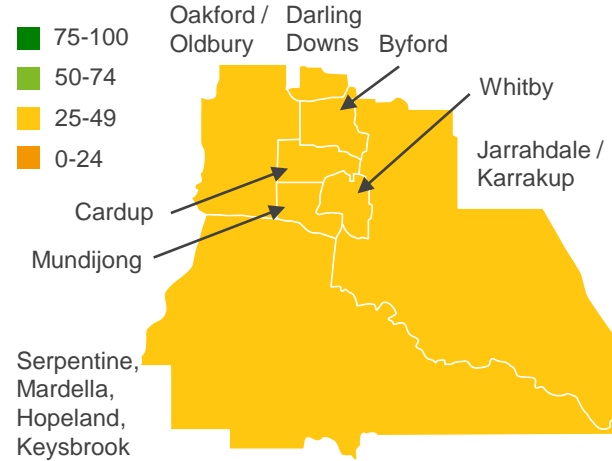 75-100
50-74
25-49
0-24
Oakford /
Oldbury
Darling
Downs
Byford
Whitby
Jarrahdale /
Karrakup
Cardup
Mundijong
Serpentine,
Mardella,
Hopeland,
Keysbrook